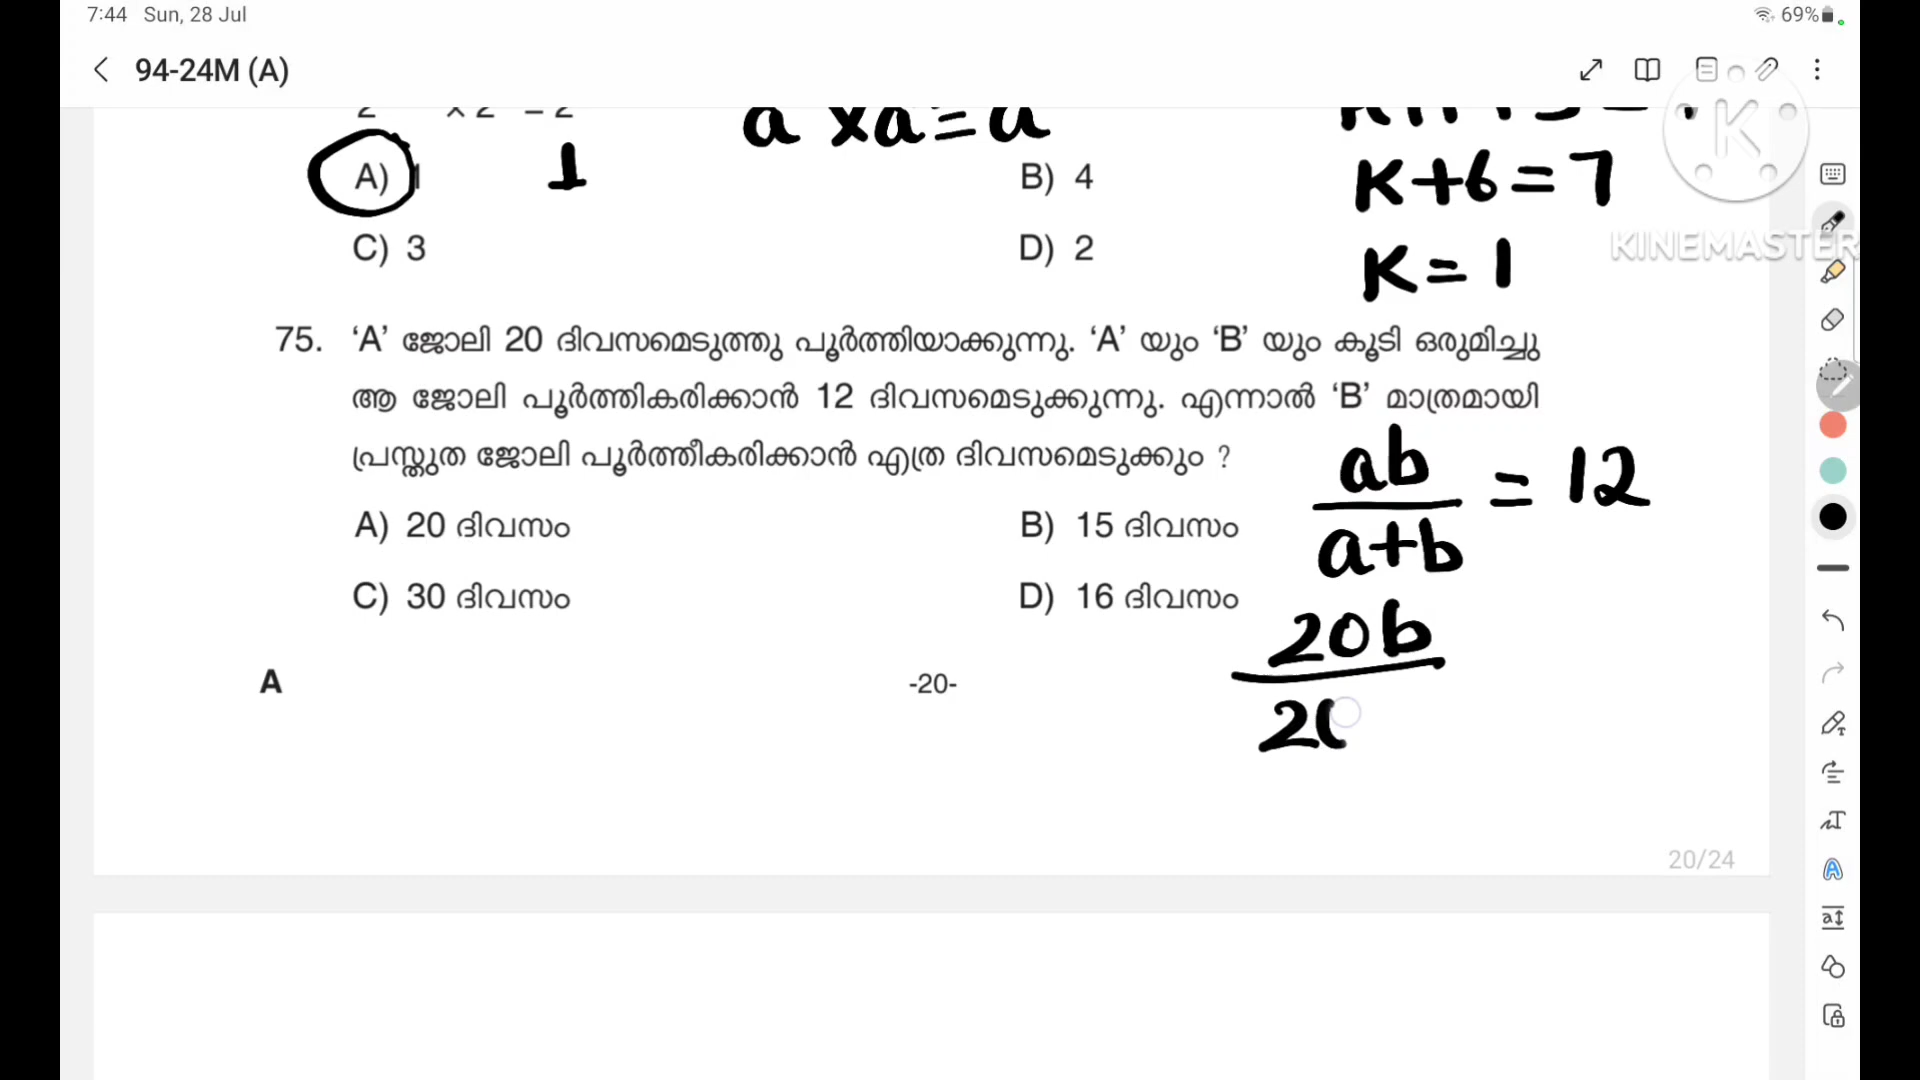 7:44 Sun, 28 Jul 69%
94-24M (A)
a x a = a
A) 1 1 B) 4 K+6=7
KINEMASTER
C) 3 D) 2 K=1
75. ‘A’ ജോലി 20 ദിവസമെടുത്തു പൂർത്തിയാക്കുന്നു. ‘A’ യും ‘B’ യും കൂടി ഒരുമിച്ചു
ആ ജോലി പൂർത്തികരിക്കാൻ 12 ദിവസമെടുക്കുന്നു. എന്നാൽ ‘B’ മാത്രമായി
പ്രസ്തുത ജോലി പൂർത്തീകരിക്കാൻ എത്ര ദിവസമെടുക്കും ?
ab
= 12
a+b
A) 20 ദിവസം B) 15 ദിവസം
C) 30 ദിവസം D) 16 ദിവസം
20b
20
A -20-
20/24